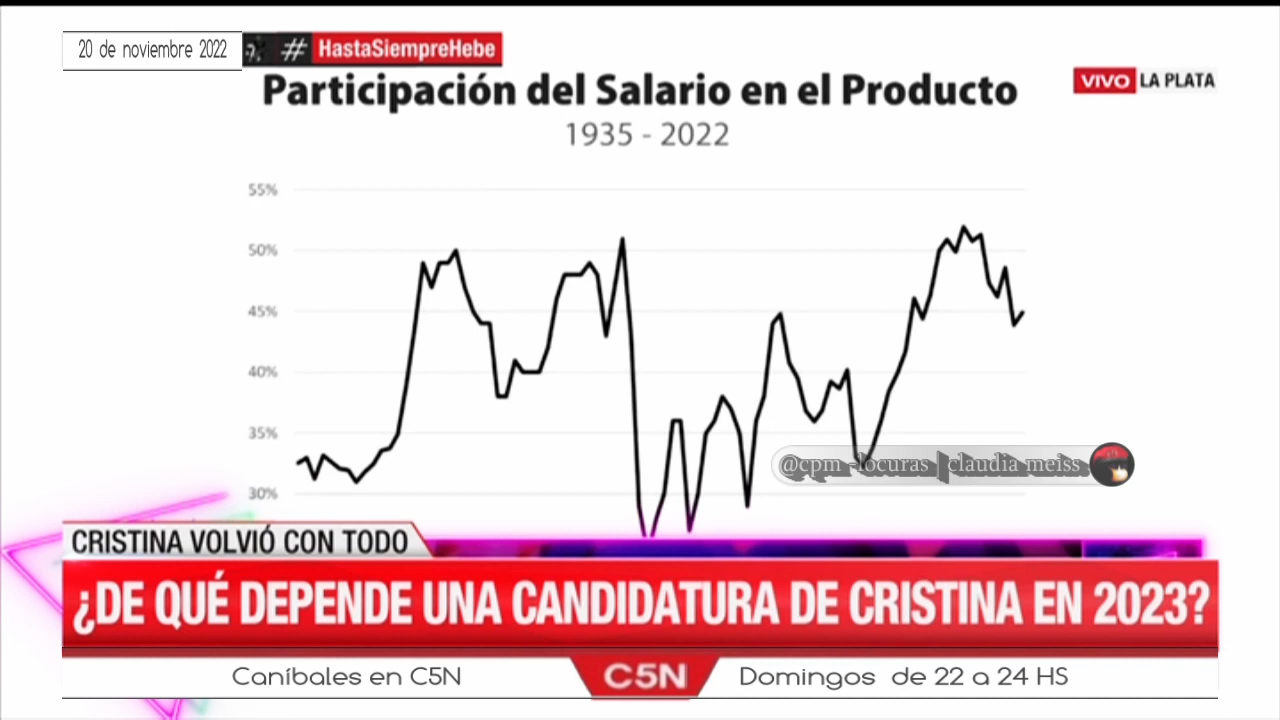 20 de noviembre 2022
# HastaSiempreHebe
Participación del Salario en el Producto
1935 - 2022
VIVO LA PLATA
55%
50%
45%
40%
35%
30%
@cpm -locuras | claudia meiss
CRISTINA VOLVIÓ CON TODO
¿DE QUÉ DEPENDE UNA CANDIDATURA DE CRISTINA EN 2023?
Caníbales en C5N
C5N
Domingos de 22 a 24 HS